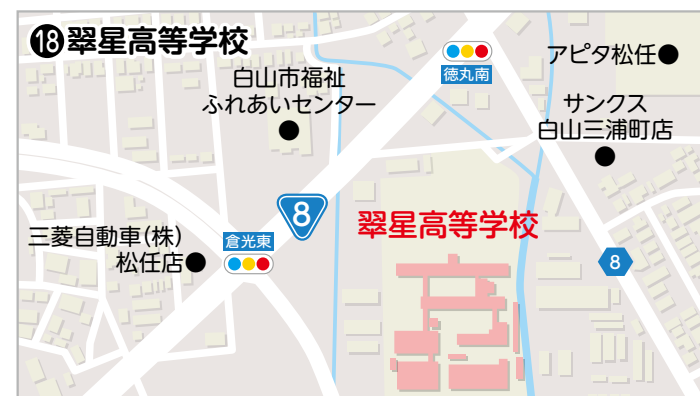 ⓲翠星高等学校
アピタ松任●
徳丸南
白山市福祉
ふれあいセンター
サンクス
白山三浦町店
8
翠星高等学校
三菱自動車(株)
松任店●
倉光東
8